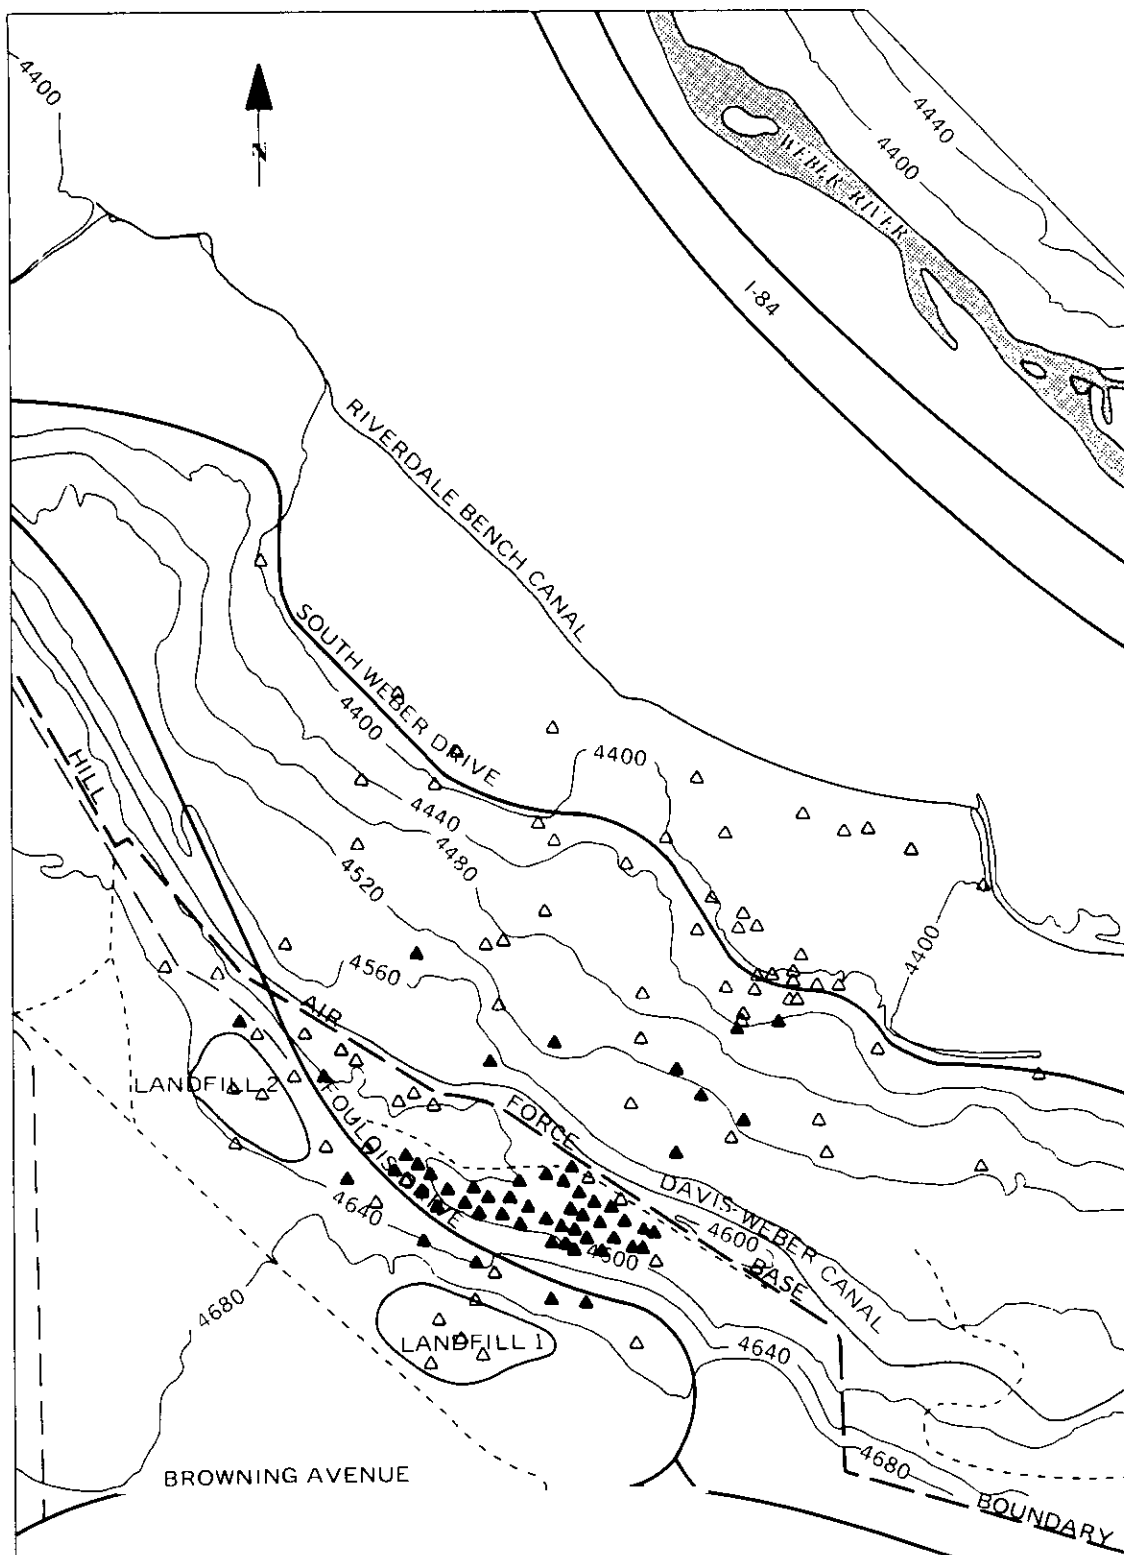 4400
N
4440
4400
WEBER RIVER
I-84
RIVERDALE BENCH CANAL
SOUTH WEBER DRIVE
4400
4400
4440
4480
4520
4560
4400
HILL AIR FORCE BASE BOUNDARY
LANDFILL 2
FOULOIS DRIVE
DAVIS-WEBER CANAL
4600
4600
4640
4680
LANDFILL 1
4640
4680
BROWNING AVENUE